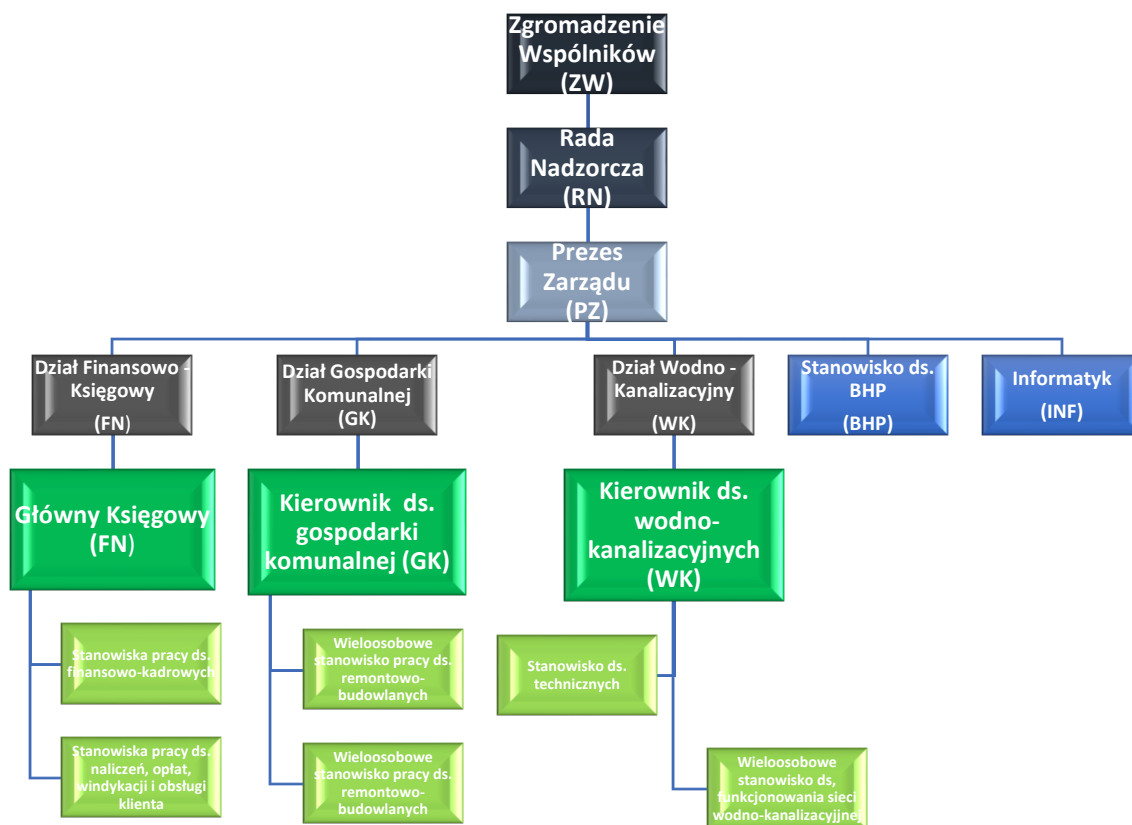 Zgromadzenie
Wspólników
(ZW)
Rada
Nadzorcza
(RN)
Prezes
Zarządu
(PZ)
Dział Finansowo -
Księgowy
(FN)
Dział Gospodarki
Komunalnej
(GK)
Dział Wodno -
Kanalizacyjny
(WK)
Stanowisko ds.
BHP
(BHP)
Informatyk
(INF)
Główny Księgowy
(FN)
Kierownik ds.
gospodarki
komunalnej (GK)
Kierownik ds.
wodno-
kanalizacyjnych
(WK)
Stanowiska pracy ds.
finansowo-kadrowych
Wieloosobowe
stanowisko pracy ds.
remontowo-
budowlanych
Stanowisko ds.
technicznych
Stanowiska pracy ds.
naliczeń, opłat,
windykacji i obsługi
klienta
Wieloosobowe
stanowisko pracy ds.
remontowo-
budowlanych
Wieloosobowe
stanowisko ds,
funkcjonowania sieci
wodno-kanalizacyjjnej